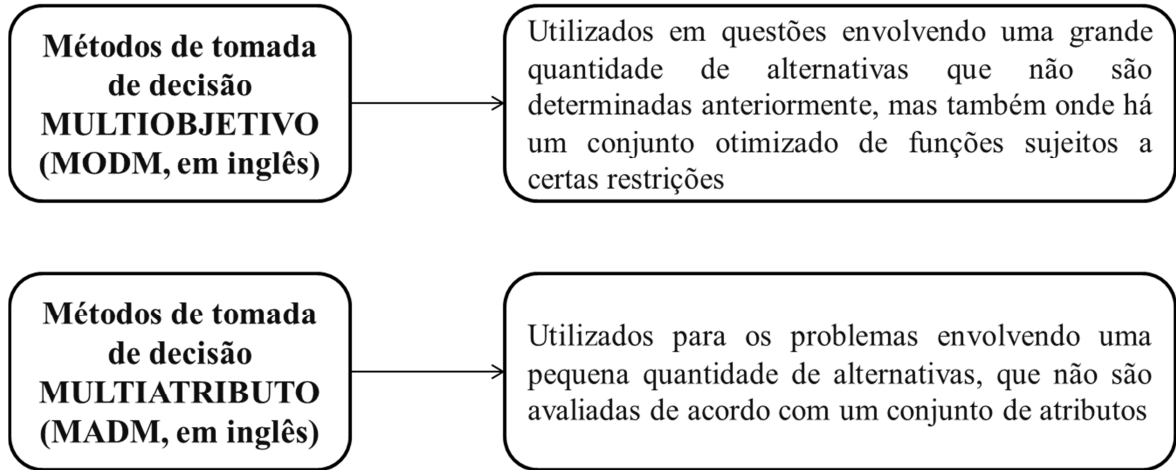 Métodos de tomada
de decisão
MULTIOBJETIVO
(MODM, em inglês)
Utilizados em questões envolvendo uma grande
quantidade de alternativas que não são
determinadas anteriormente, mas também onde há
um conjunto otimizado de funções sujeitos a
certas restrições
Métodos de tomada
de decisão
MULTIATRIBUTO
(MADM, em inglês)
Utilizados para os problemas envolvendo uma
pequena quantidade de alternativas, que não são
avaliadas de acordo com um conjunto de atributos